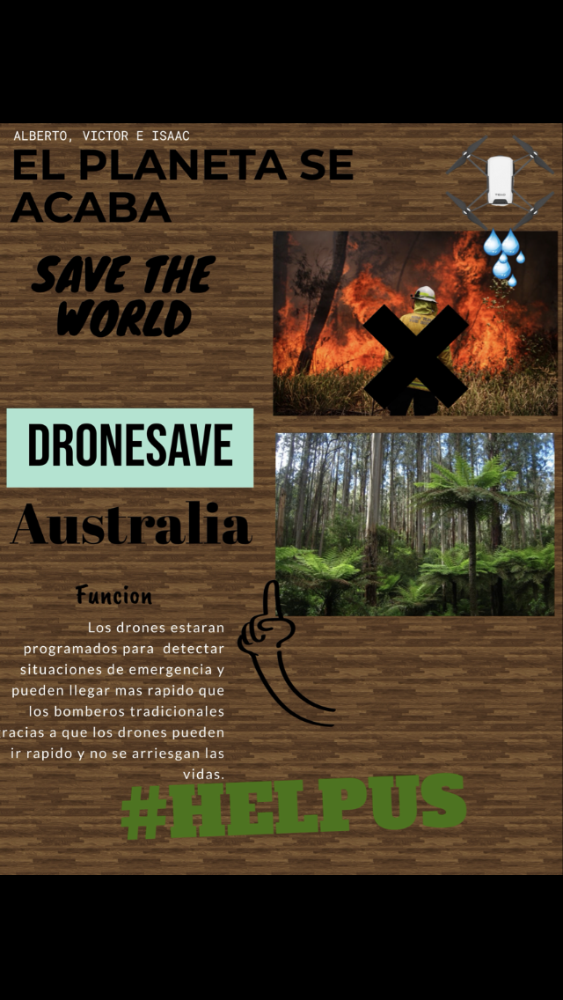 ALBERTO, VICTOR E ISAAC
EL PLANETA SE
ACABA
SAVE THE
WORLD
DRONESAVE
Australia
Funcion
Los drones estaran
programados para detectar
situaciones de emergencia y
pueden llegar mas rapido que
los bomberos tradicionales
racias a que los drones pueden
ir rapido y no se arriesgan las
vidas.
#HELPUS